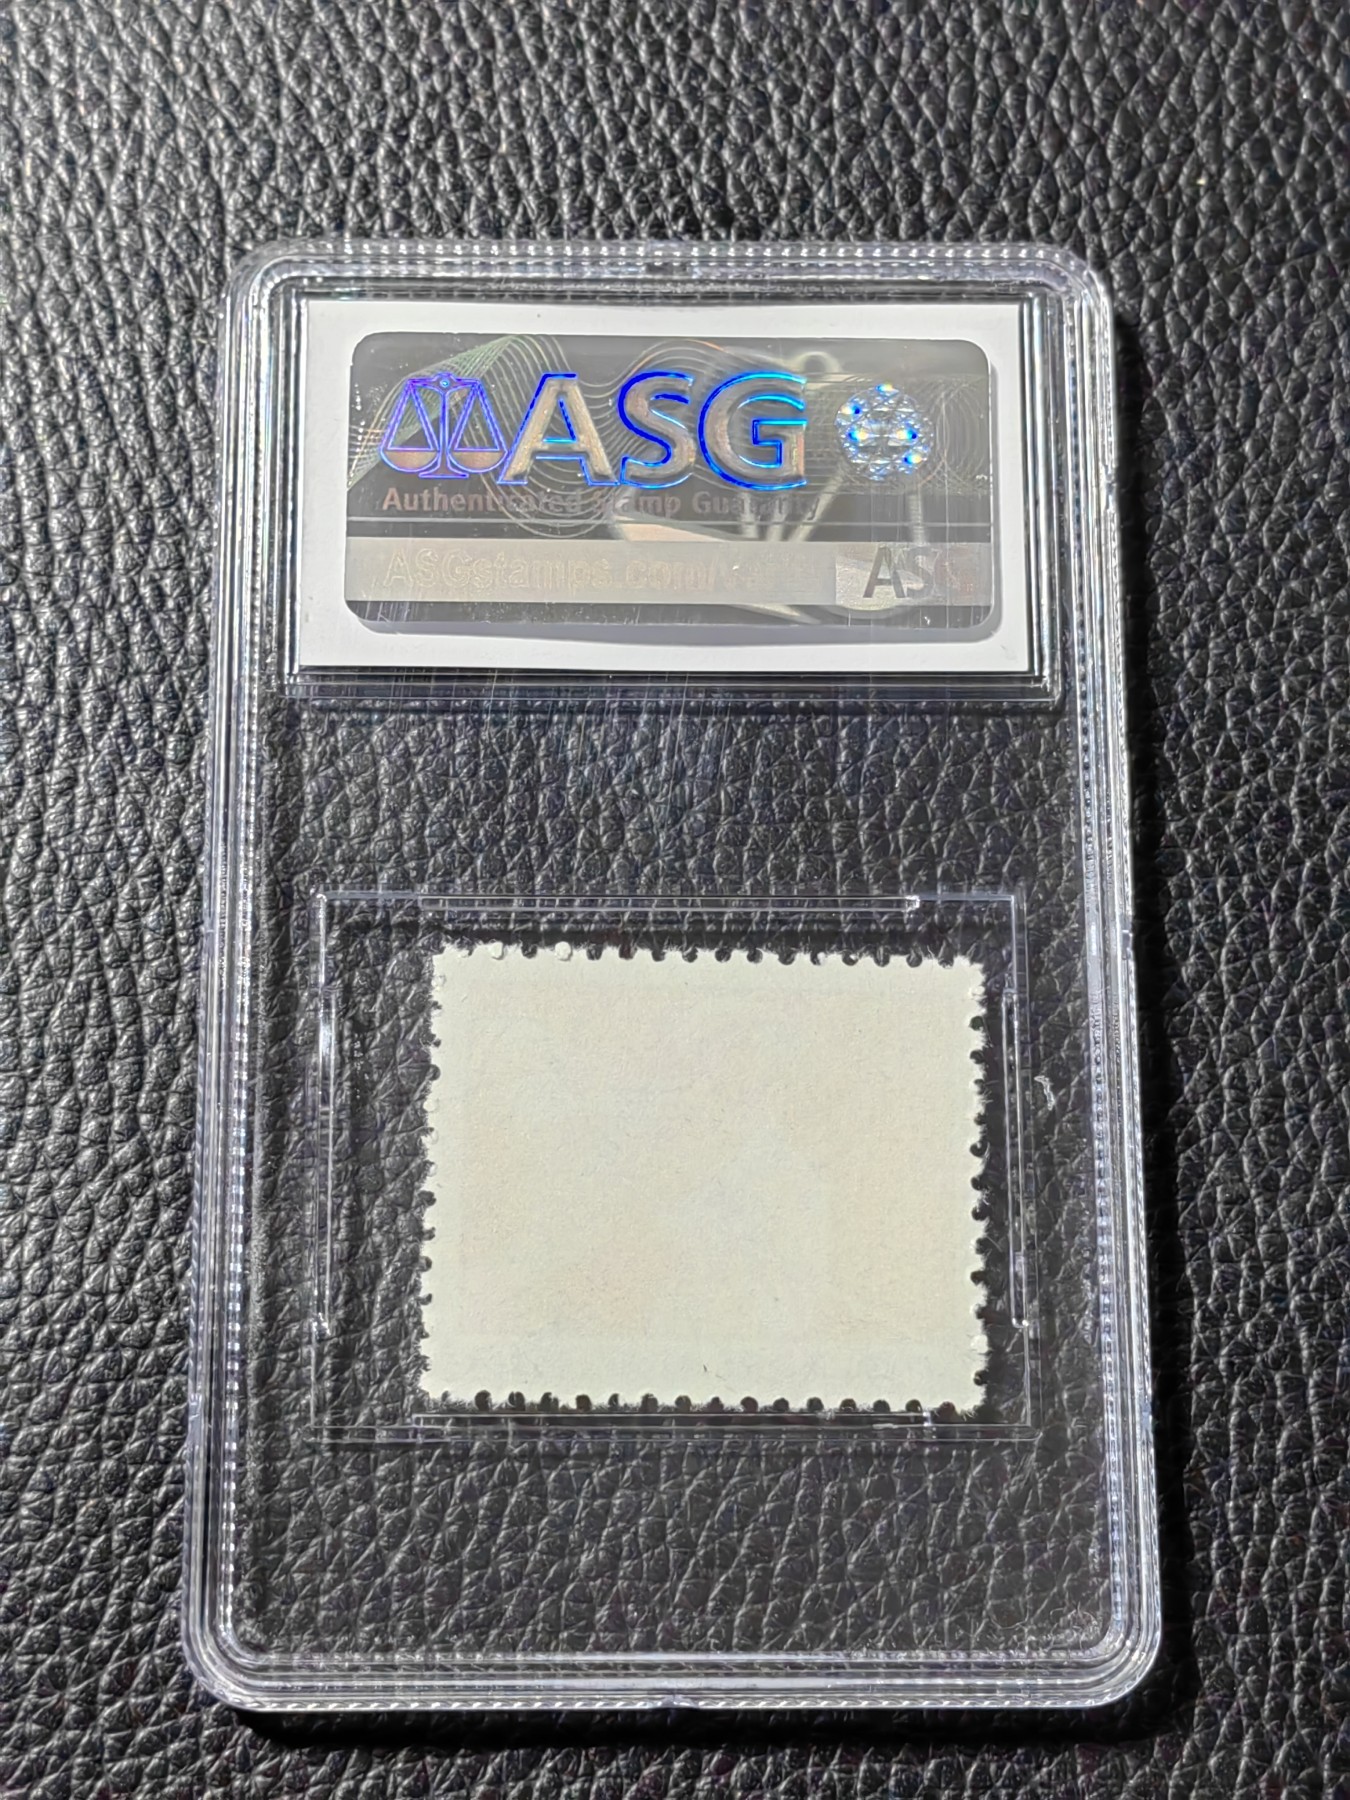 ASG
Authenticated Stamp Guaranty
ASGstamps.com/
ASG